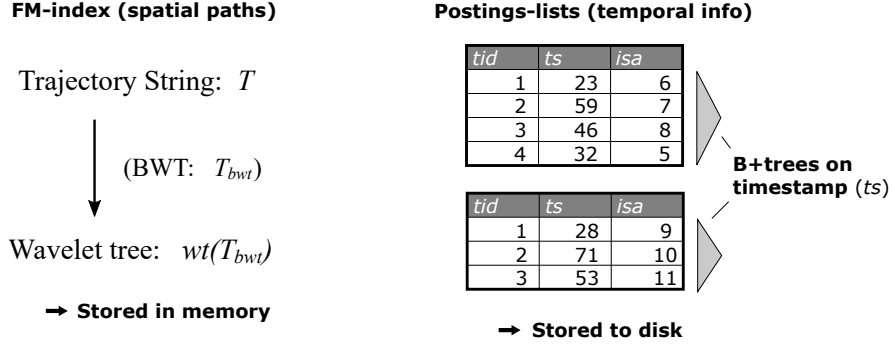 FM-index (spatial paths)
Trajectory String: T
(BWT: Tbwt)
Wavelet tree: wt(Tbwt)
→ Stored in memory
Postings-lists (temporal info)
tid ts isa
1 23 6
2 59 7
3 46 8
4 32 5
tid ts isa
1 28 9
2 71 10
3 53 11
B+trees on
timestamp (ts)
→ Stored to disk